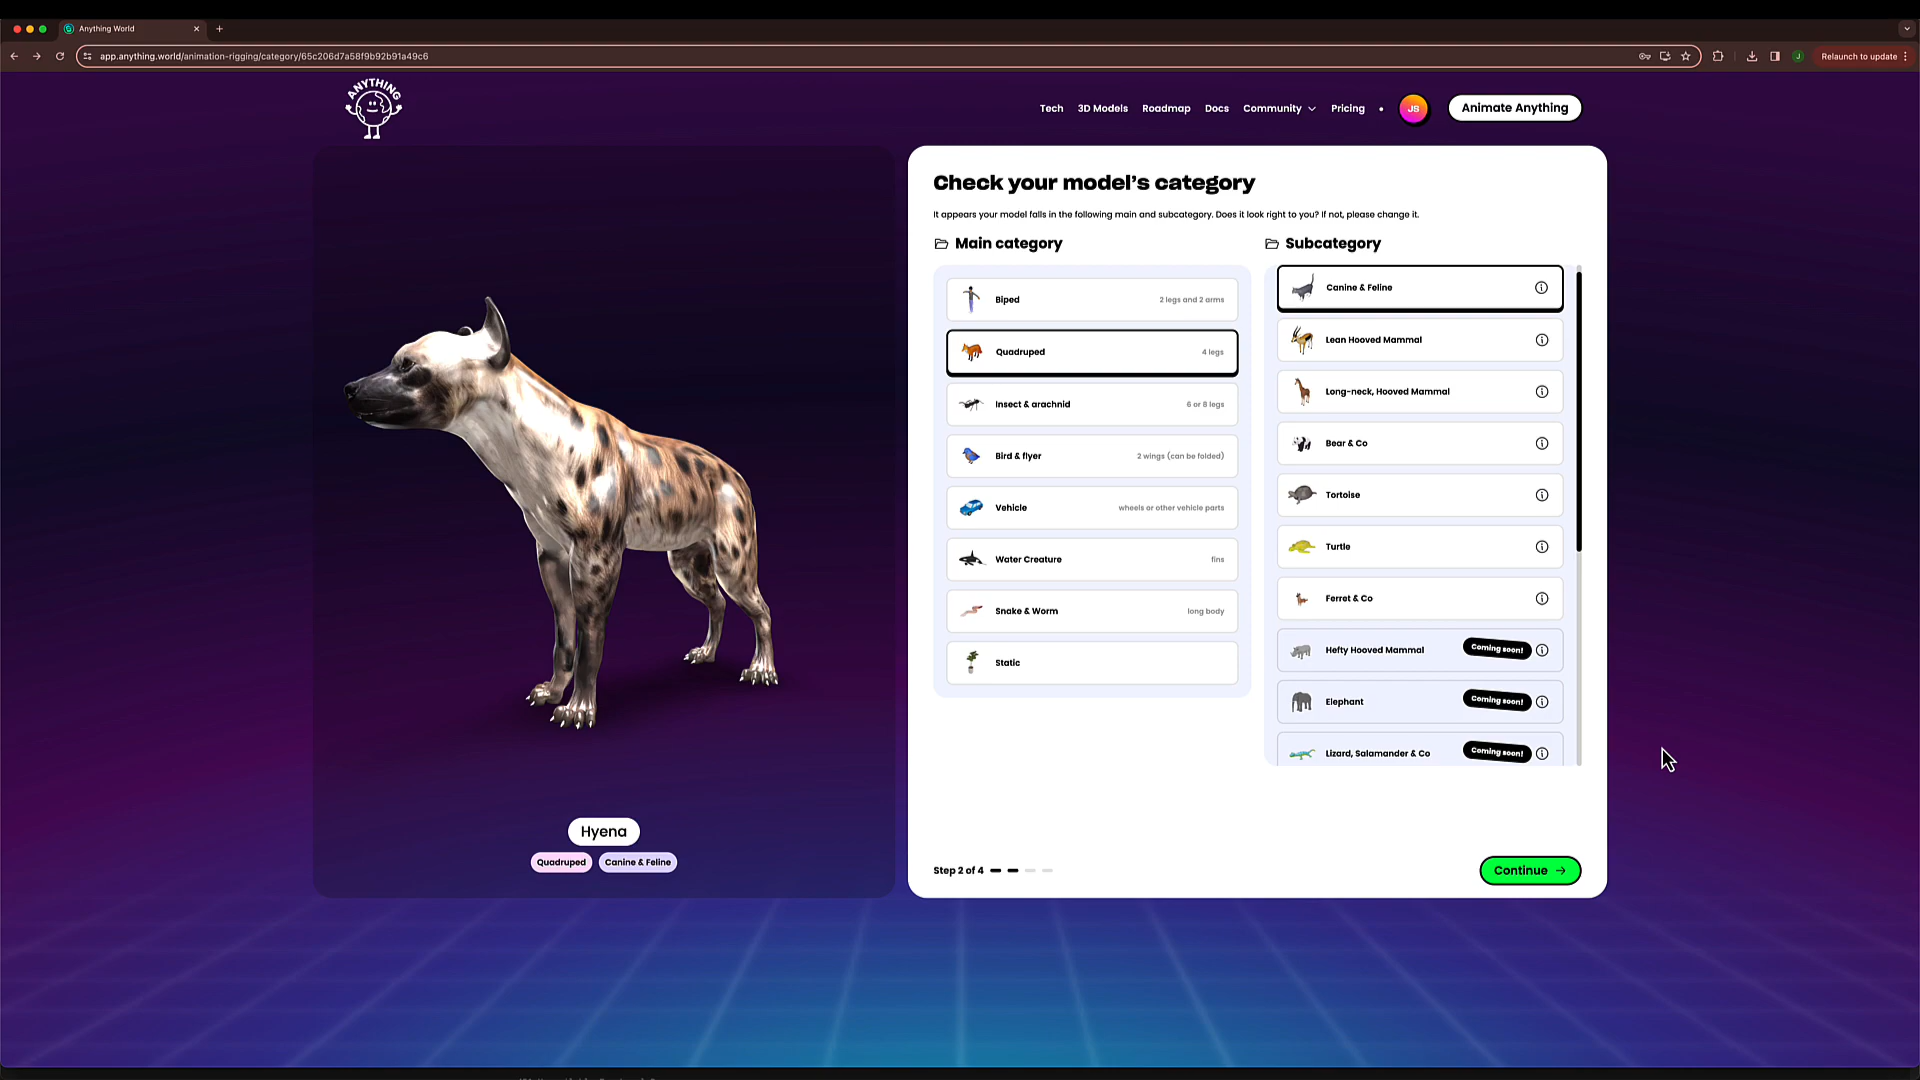 Anything World
app.anything.world/animation-rigging/category/65c206d7a58f9b92b91a49c6
J
Relaunch to update
ANYTHING
Tech
3D Models
Roadmap
Docs
Community
Pricing
JS
Animate Anything
Check your model's category
It appears your model falls in the following main and subcategory. Does it look right to you? If not, please change it.
Main category
Biped
2 legs and 2 arms
Quadruped
4 legs
Insect & arachnid
6 or 8 legs
Bird & flyer
2 wings (can be folded)
Vehicle
wheels or other vehicle parts
Water Creature
fins
Snake & Worm
long body
Static
Subcategory
Canine & Feline
Lean Hooved Mammal
Long-neck, Hooved Mammal
Bear & Co
Tortoise
Turtle
Ferret & Co
Hefty Hooved Mammal
Coming soon!
Elephant
Coming soon!
Lizard, Salamander & Co
Coming soon!
Hyena
Quadruped
Canine & Feline
Step 2 of 4
Continue